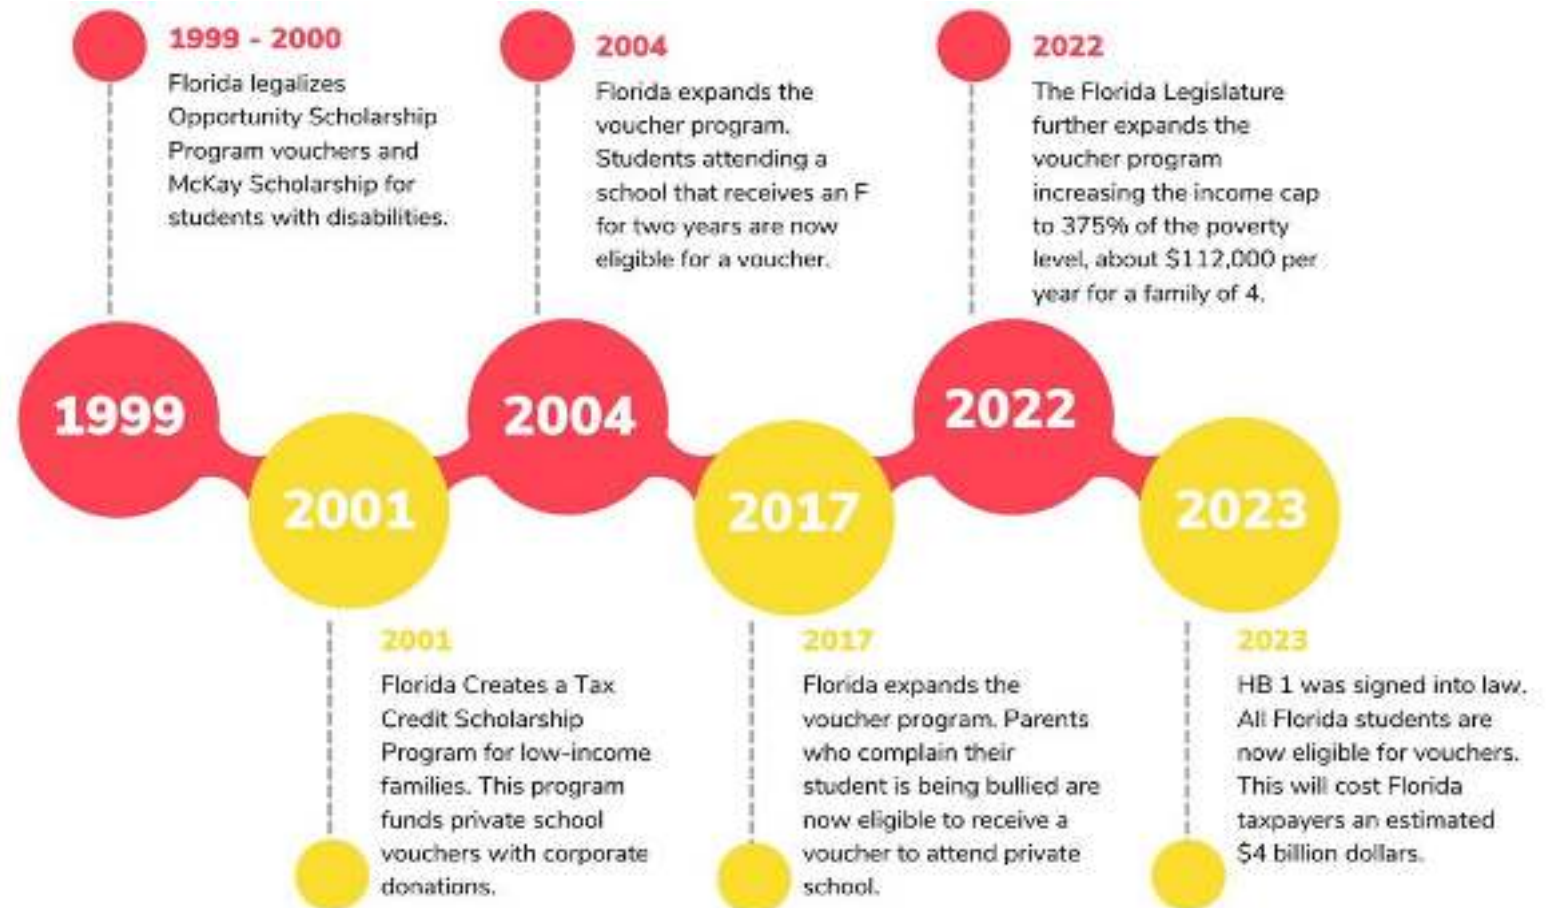 1999 - 2000
Florida legalizes
Opportunity Scholarship
Program vouchers and
McKay Scholarship for
students with disabilities.
2004
Florida expands the
voucher program.
Students attending a
school that receives an F
for two years are now
eligible for a voucher.
2022
The Florida Legislature
further expands the
voucher program
increasing the income cap
to 375% of the poverty
level, about $112,000 per
year for a family of 4.
1999
2001
2004
2017
2022
2023
2001
Florida Creates a Tax
Credit Scholarship
Program for low-income
families. This program
funds private school
vouchers with corporate
donations.
2017
Florida expands the
voucher program. Parents
who complain their
student is being bullied are
now eligible to receive a
voucher to attend private
school.
2023
HB 1 was signed into law.
All Florida students are
now eligible for vouchers.
This will cost Florida
taxpayers an estimated
$4 billion dollars.